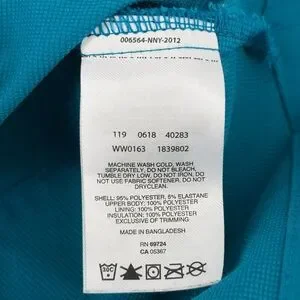 006564-NNY-2012
119 0618 40283
WW0163 1839802
MACHINE WASH COLD, WASH
SEPARATELY, DO NOT BLEACH,
TUMBLE DRY LOW, DO NOT IRON, DO
NOT USE FABRIC SOFTENER, DO NOT
DRYCLEAN.
SHELL: 95% POLYESTER, 5% ELASTANE
UPPER BODY: 100% POLYESTER
LINING: 100% POLYESTER
INSULATION: 100% POLYESTER
EXCLUSIVE OF TRIMMING
MADE IN BANGLADESH
RN 69724
CA 05367